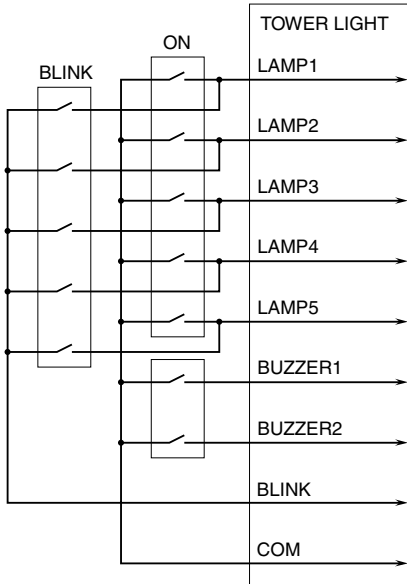 TOWER LIGHT
ON
LAMP1
BLINK
LAMP2
LAMP3
LAMP4
LAMP5
BUZZER1
BUZZER2
BLINK
COM